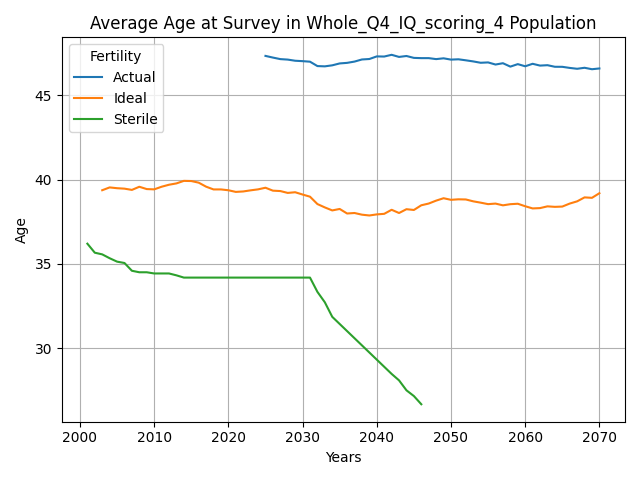 Average Age at Survey in Whole_Q4_IQ_scoring_4 Population
Fertility
Actual
Ideal
Sterile
Age
45
40
35
30
2000 2010 2020 2030 2040 2050 2060 2070
Years